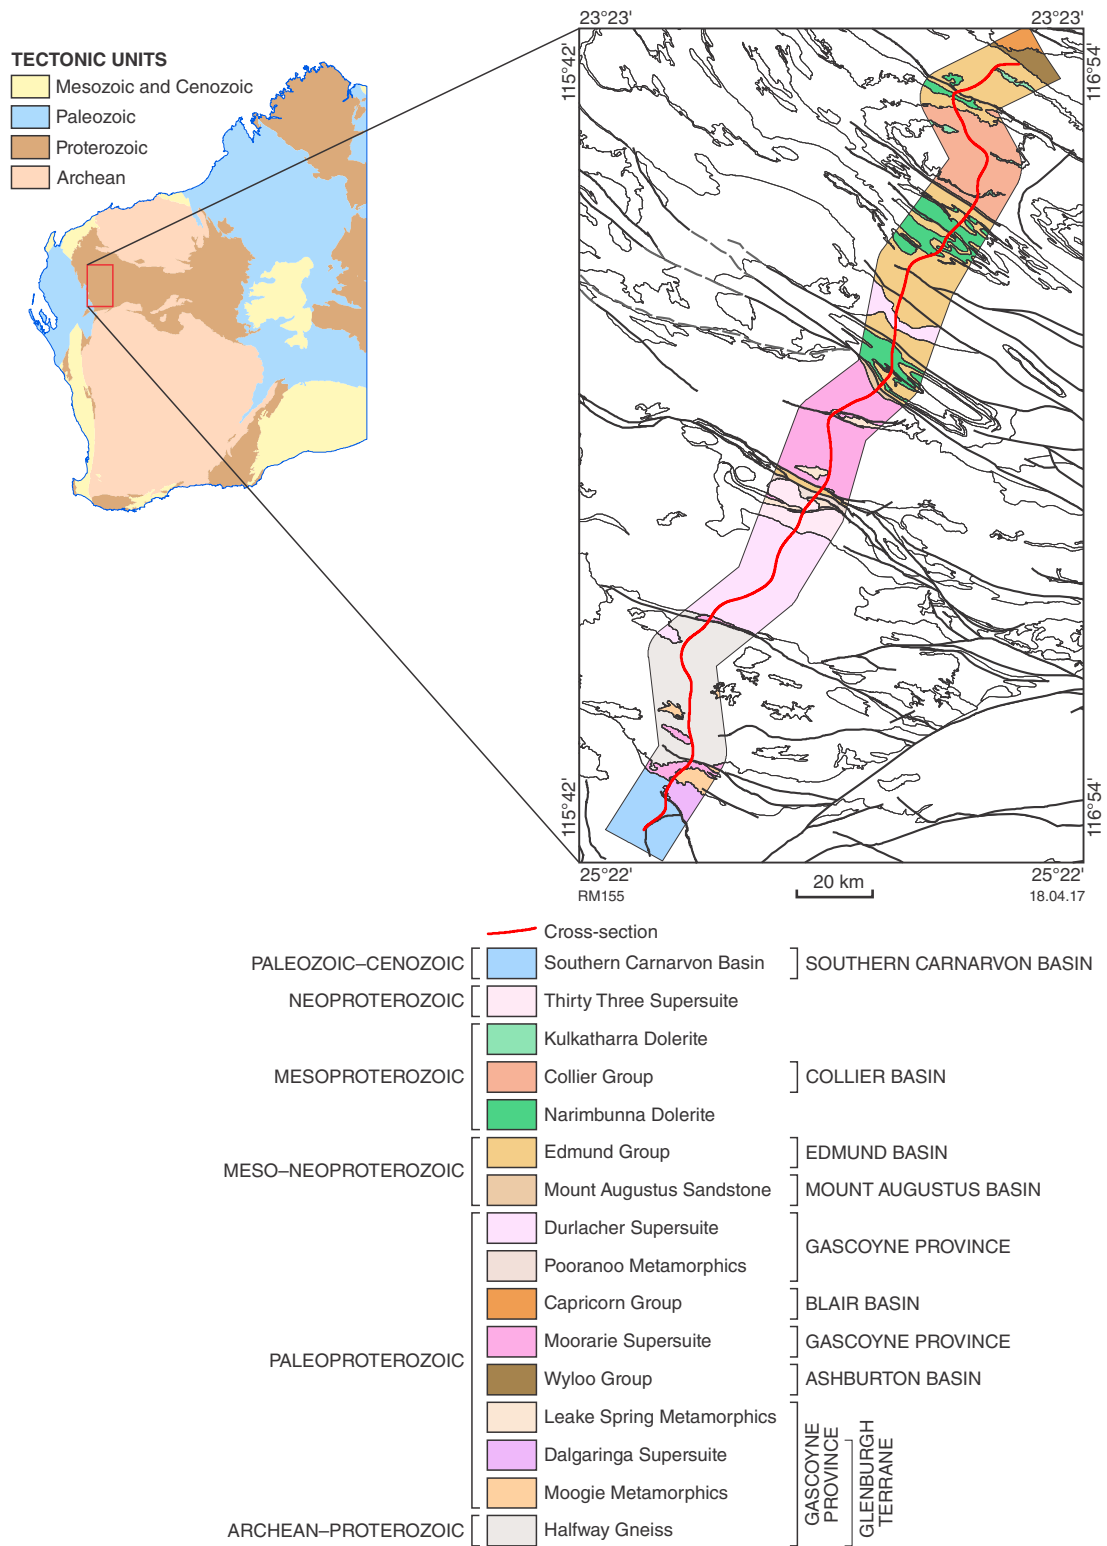 TECTONIC UNITS
Mesozoic and Cenozoic
Paleozoic
Proterozoic
Archean
23°23'
23°23'
115°42'
116°54'
115°42'
116°54'
25°22'
25°22'
RM155
20 km
18.04.17
Cross-section
PALEOZOIC–CENOZOIC
Southern Carnarvon Basin
SOUTHERN CARNARVON BASIN
NEOPROTEROZOIC
Thirty Three Supersuite
Kulkatharra Dolerite
MESOPROTEROZOIC
Collier Group
COLLIER BASIN
Narimbunna Dolerite
MESO–NEOPROTEROZOIC
Edmund Group
EDMUND BASIN
Mount Augustus Sandstone
MOUNT AUGUSTUS BASIN
Durlacher Supersuite
GASCOYNE PROVINCE
Pooranoo Metamorphics
Capricorn Group
BLAIR BASIN
PALEOPROTEROZOIC
Moorarie Supersuite
GASCOYNE PROVINCE
Wyloo Group
ASHBURTON BASIN
Leake Spring Metamorphics
Dalgaringa Supersuite
Moogie Metamorphics
GASCOYNE
PROVINCE
GLENBURGH
TERRANE
ARCHEAN–PROTEROZOIC
Halfway Gneiss